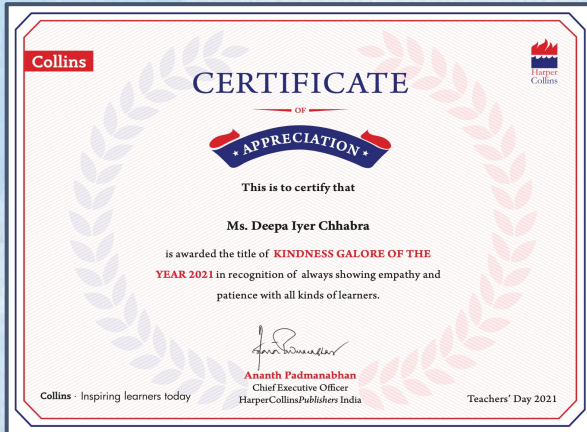 Collins
Harper
Collins
CERTIFICATE
OF
APPRECIATION
This is to certify that
Ms. Deepa Iyer Chhabra
is awarded the title of KINDNESS GALORE OF THE
YEAR 2021 in recognition of always showing empathy and
patience with all kinds of learners.
Ananth Padmanabhan
Chief Executive Officer
HarperCollinsPublishers India
Collins · Inspiring learners today
Teachers' Day 2021